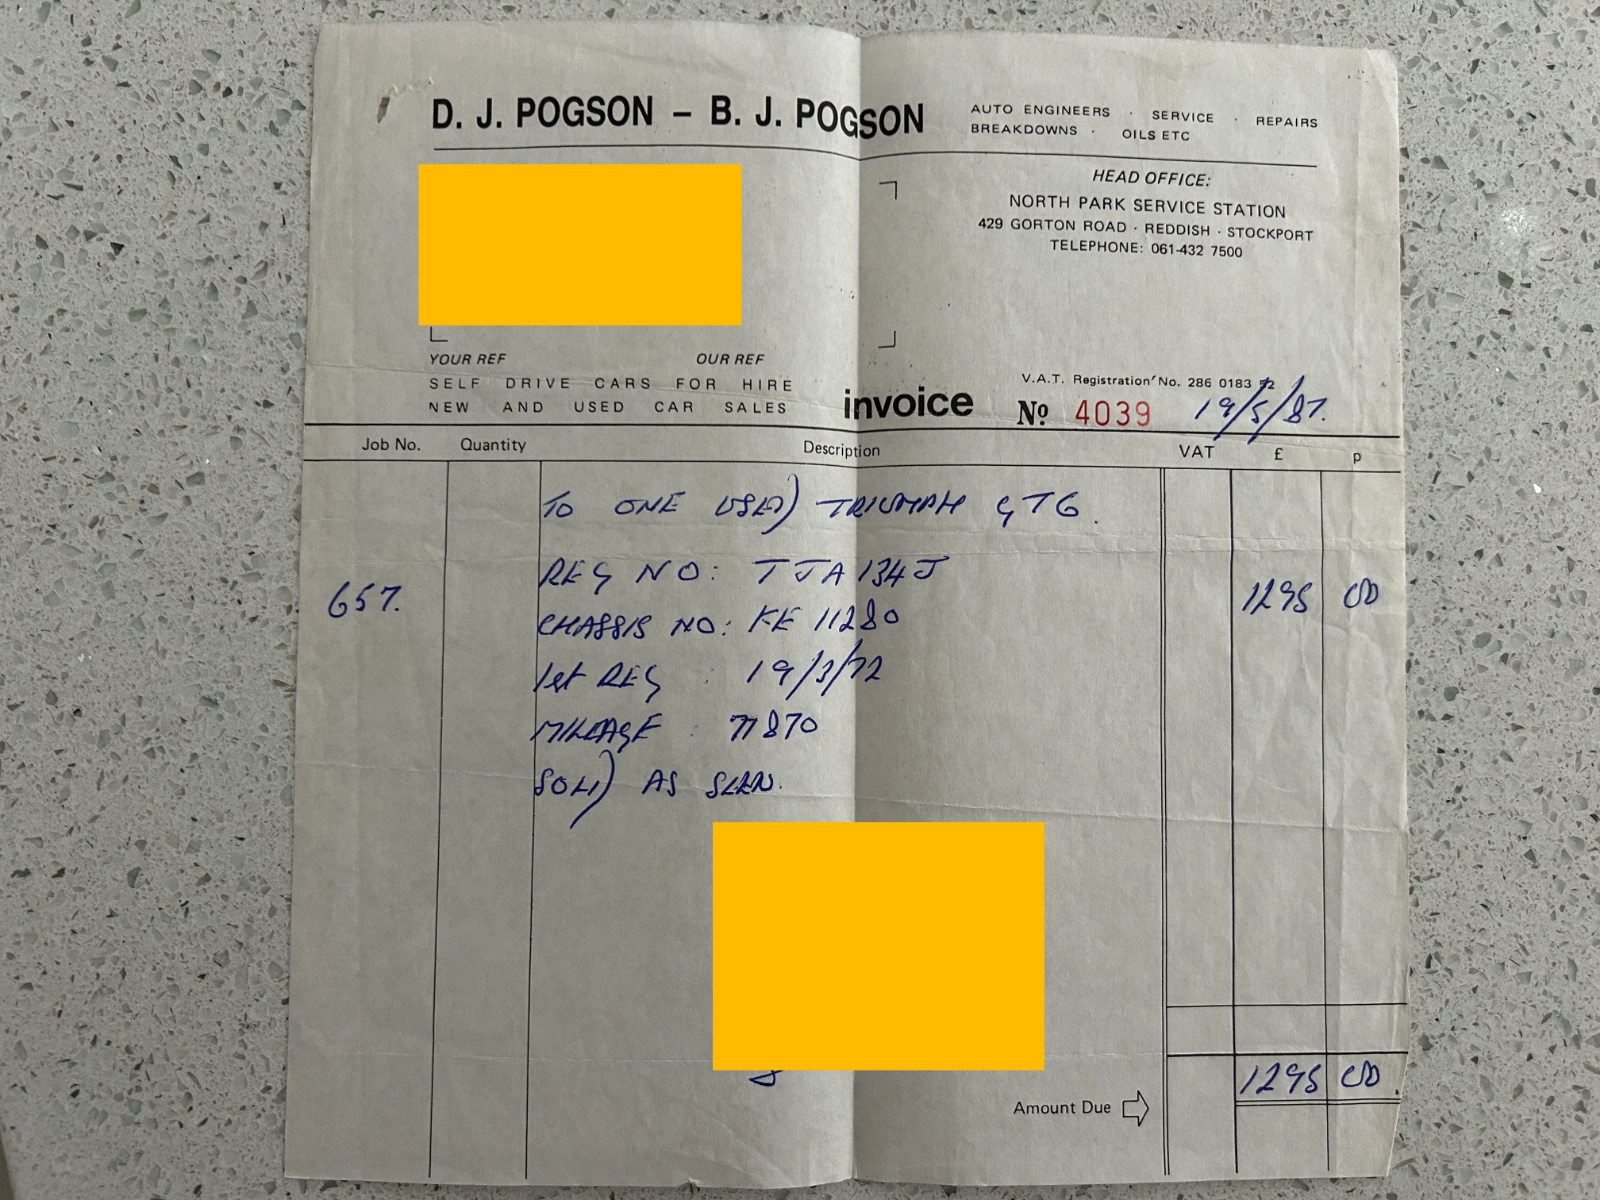 D. J. POGSON – B. J. POGSON
AUTO ENGINEERS · SERVICE · REPAIRS
BREAKDOWNS · OILS ETC
HEAD OFFICE:
NORTH PARK SERVICE STATION
429 GORTON ROAD · REDDISH · STOCKPORT
TELEPHONE: 061-432 7500
YOUR REF OUR REF
SELF DRIVE CARS FOR HIRE
NEW AND USED CAR SALES
invoice
V.A.T. Registration No. 286 0183 52
No 4039 19/5/87.
Job No. Quantity Description VAT £ p
TO ONE USED TRIUMPH GT6.
REG NO: TJA 134J
657. 1295 00
CHASSIS NO: KE 11280
1st REG : 19/3/72
MILEAGE : 77870
SOLD AS SEEN.
1295 00.
Amount Due